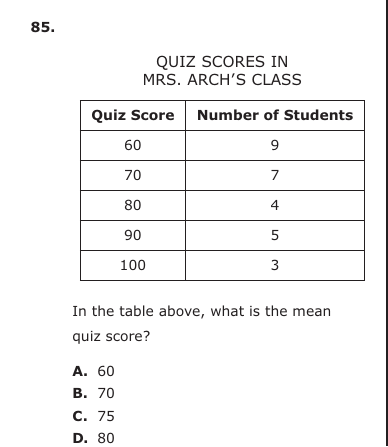 85.
QUIZ SCORES IN
MRS. ARCH'S CLASS
Quiz Score Number of Students
60 9
70 7
80 4
90 5
100 3
In the table above, what is the mean
quiz score?
A. 60
B. 70
C. 75
D. 80